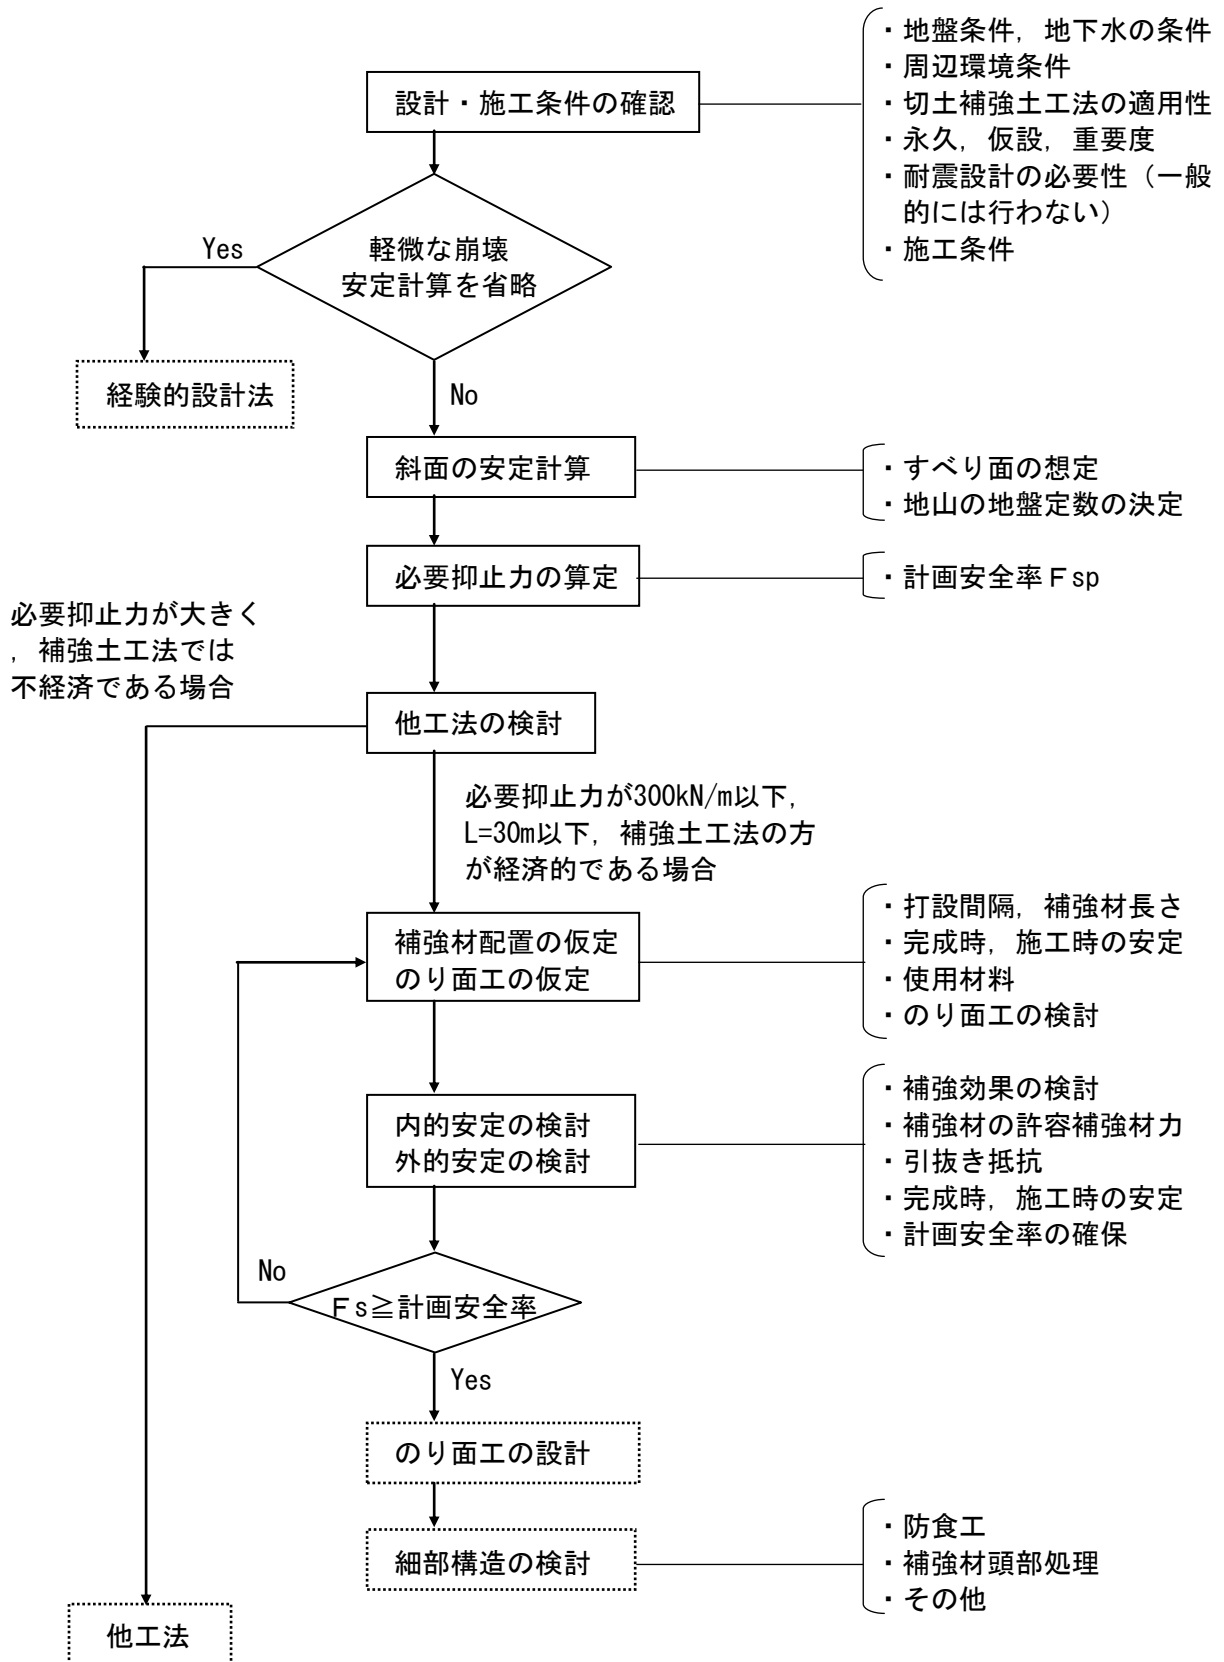 設計・施工条件の確認
・地盤条件，地下水の条件
・周辺環境条件
・切土補強土工法の適用性
・永久，仮設，重要度
・耐震設計の必要性（一般
的には行わない）
・施工条件
Yes
軽微な崩壊
安定計算を省略
経験的設計法
No
斜面の安定計算
・すべり面の想定
・地山の地盤定数の決定
必要抑止力の算定
・計画安全率Ｆsp
必要抑止力が大きく
，補強土工法では
不経済である場合
他工法の検討
必要抑止力が300kN/m以下，
L=30m以下，補強土工法の方
が経済的である場合
補強材配置の仮定
のり面工の仮定
・打設間隔，補強材長さ
・完成時，施工時の安定
・使用材料
・のり面工の検討
内的安定の検討
外的安定の検討
・補強効果の検討
・補強材の許容補強材力
・引抜き抵抗
・完成時，施工時の安定
・計画安全率の確保
No
Ｆs≧計画安全率
Yes
のり面工の設計
細部構造の検討
・防食工
・補強材頭部処理
・その他
他工法